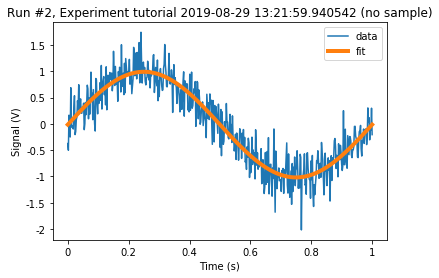 Run #2, Experiment tutorial 2019-08-29 13:21:59.940542 (no sample)
data
fit
Signal (V)
1.5
1
0.5
0
-0.5
-1
-1.5
-2
0
0.2
0.4
0.6
0.8
1
Time (s)